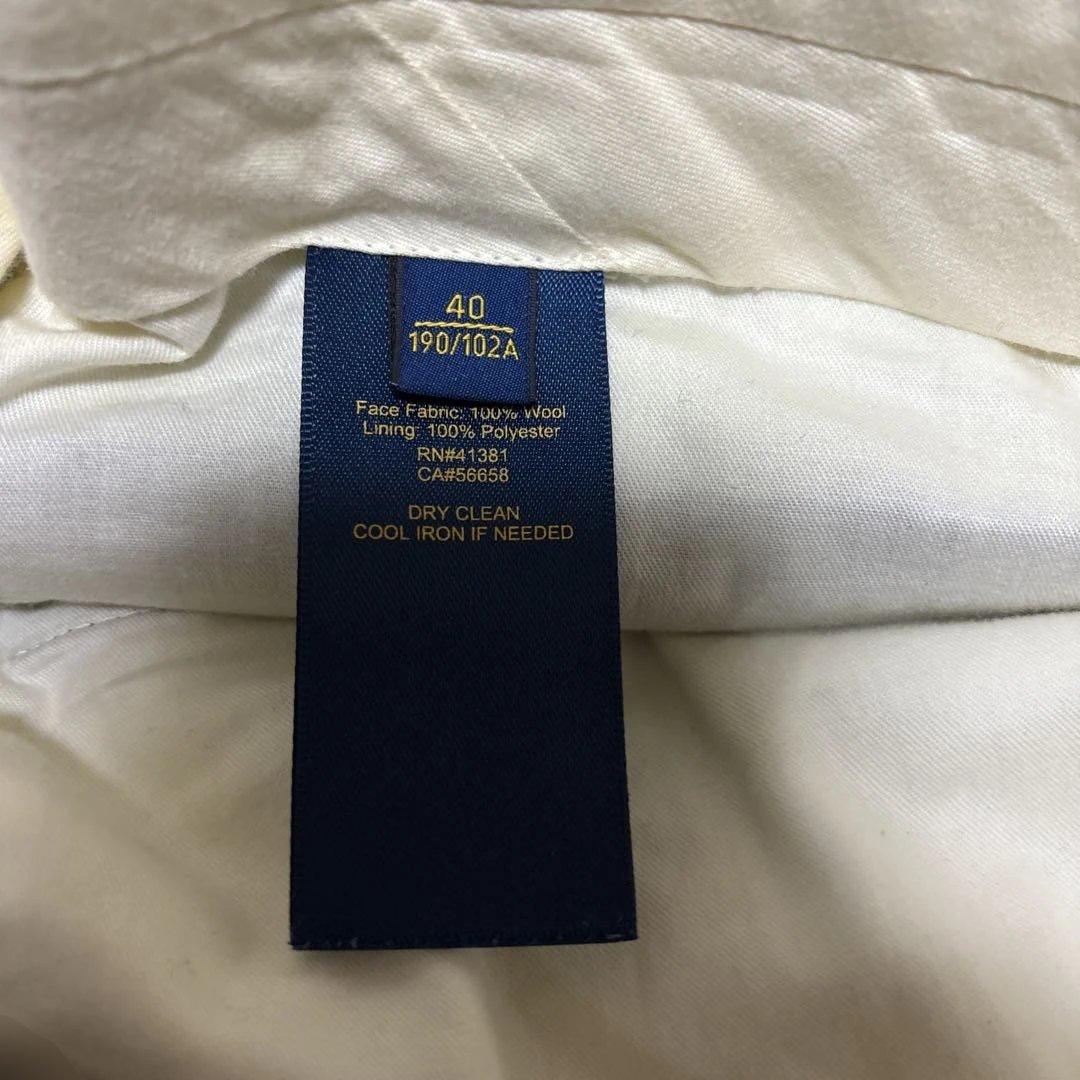 40
190/102A
Face Fabric: 100% Wool
Lining: 100% Polyester
RN#41381
CA#56658
DRY CLEAN
COOL IRON IF NEEDED